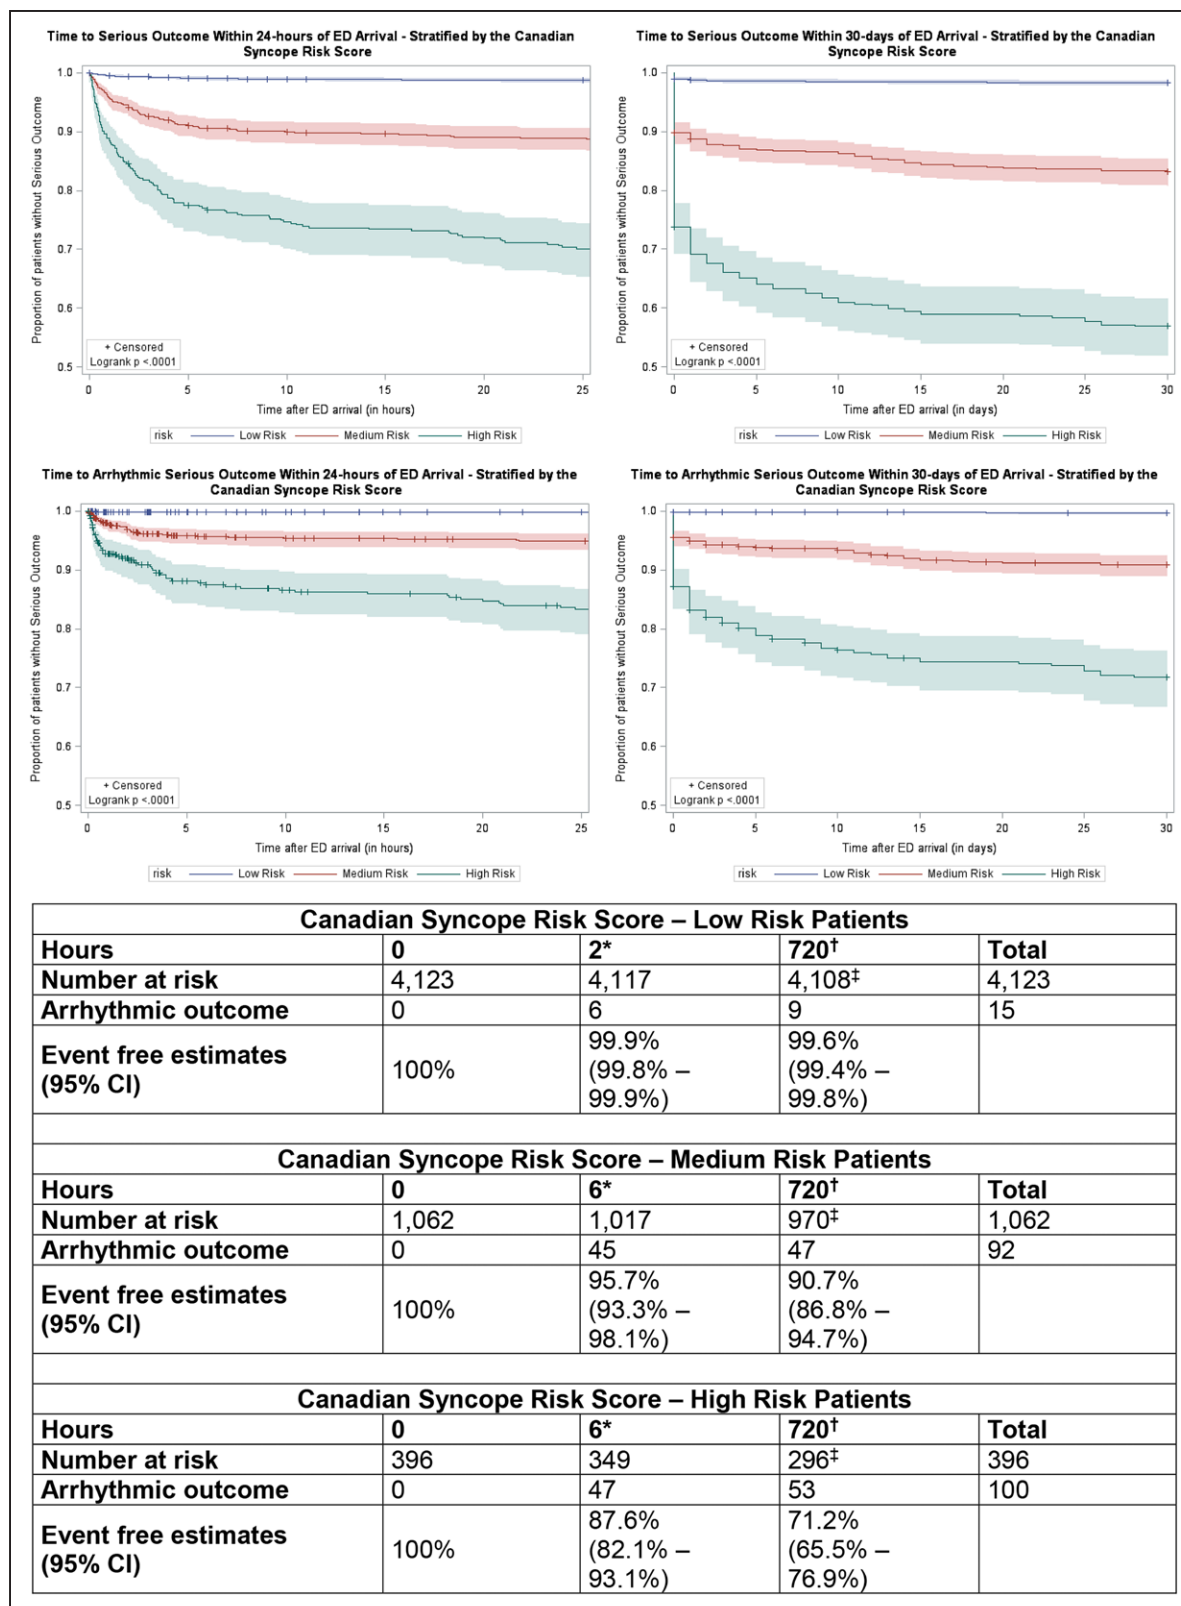 Time to Serious Outcome Within 24-hours of ED Arrival - Stratified by the Canadian
Syncope Risk Score
Proportion of patients without Serious Outcome
1.0
0.9
0.8
0.7
0.6
0.5
+ Censored
Logrank p <.0001
0 5 10 15 20 25
Time after ED arrival (in hours)
risk Low Risk Medium Risk High Risk
Time to Serious Outcome Within 30-days of ED Arrival - Stratified by the Canadian
Syncope Risk Score
Proportion of patients without Serious Outcome
1.0
0.9
0.8
0.7
0.6
0.5
+ Censored
Logrank p <.0001
0 5 10 15 20 25 30
Time after ED arrival (in days)
risk Low Risk Medium Risk High Risk
Time to Arrhythmic Serious Outcome Within 24-hours of ED Arrival - Stratified by the
Canadian Syncope Risk Score
Proportion of patients without Serious Outcome
1.0
0.9
0.8
0.7
0.6
0.5
+ Censored
Logrank p <.0001
0 5 10 15 20 25
Time after ED arrival (in hours)
risk Low Risk Medium Risk High Risk
Time to Arrhythmic Serious Outcome Within 30-days of ED Arrival - Stratified by the
Canadian Syncope Risk Score
Proportion of patients without Serious Outcome
1.0
0.9
0.8
0.7
0.6
0.5
+ Censored
Logrank p <.0001
0 5 10 15 20 25 30
Time after ED arrival (in days)
risk Low Risk Medium Risk High Risk
Canadian Syncope Risk Score – Low Risk Patients
Hours 0 2* 720† Total
Number at risk 4,123 4,117 4,108‡ 4,123
Arrhythmic outcome 0 6 9 15
Event free estimates
(95% CI)
100%
99.9%
(99.8% –
99.9%)
99.6%
(99.4% –
99.8%)
Canadian Syncope Risk Score – Medium Risk Patients
Hours 0 6* 720† Total
Number at risk 1,062 1,017 970‡ 1,062
Arrhythmic outcome 0 45 47 92
Event free estimates
(95% CI)
100%
95.7%
(93.3% –
98.1%)
90.7%
(86.8% –
94.7%)
Canadian Syncope Risk Score – High Risk Patients
Hours 0 6* 720† Total
Number at risk 396 349 296‡ 396
Arrhythmic outcome 0 47 53 100
Event free estimates
(95% CI)
100%
87.6%
(82.1% –
93.1%)
71.2%
(65.5% –
76.9%)